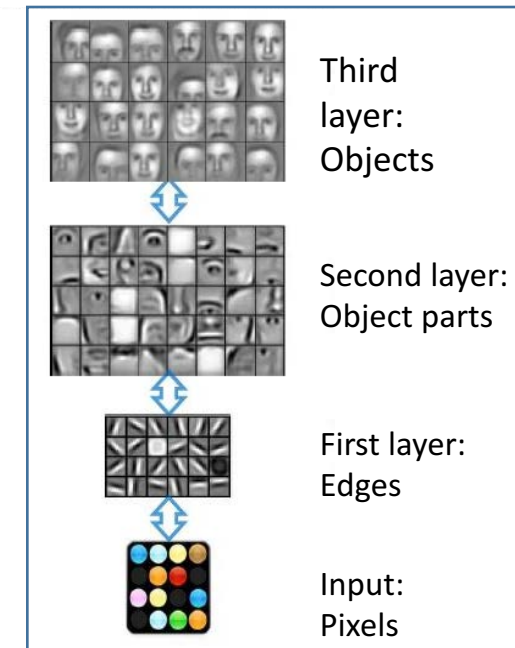 Third
layer:
Objects
Second layer:
Object parts
First layer:
Edges
Input:
Pixels